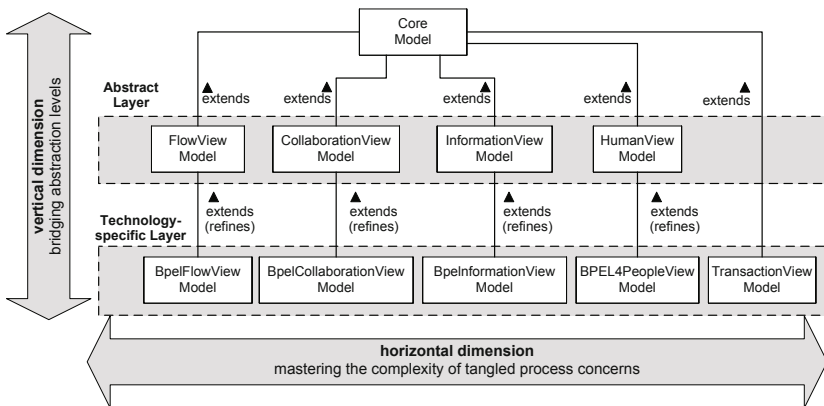 Core
Model
Abstract
Layer
▲
extends
▲
extends
▲
extends
▲
extends
▲
extends
FlowView
Model
CollaborationView
Model
InformationView
Model
HumanView
Model
vertical dimension
bridging abstraction levels
Technology-
specific Layer
▲
extends
(refines)
▲
extends
(refines)
▲
extends
(refines)
▲
extends
(refines)
BpelFlowView
Model
BpelCollaborationView
Model
BpelnformationView
Model
BPEL4PeopleView
Model
TransactionView
Model
horizontal dimension
mastering the complexity of tangled process concerns